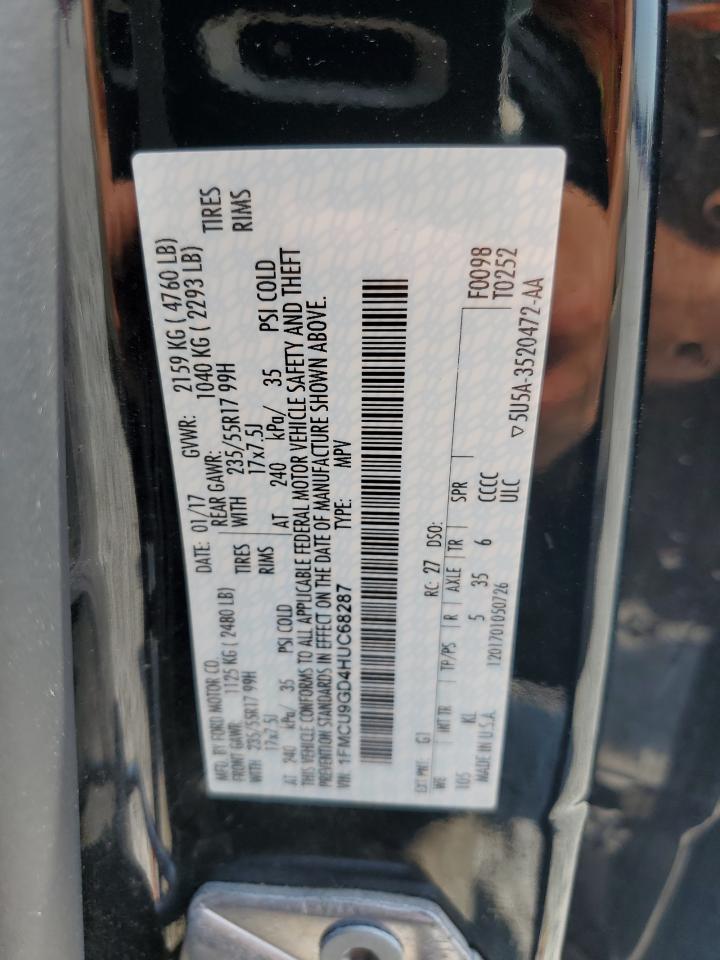 MFD. BY FORD MOTOR CO. DATE: 01/17 GVWR: 2159 KG ( 4760 LB)
FRONT GAWR: 1125 KG ( 2480 LB) REAR GAWR: 1040 KG ( 2293 LB)
WITH 235/55R17 99H TIRES WITH 235/55R17 99H TIRES
17x7.5J RIMS 17x7.5J RIMS
AT 240 kPa/ 35 PSI COLD AT 240 kPa/ 35 PSI COLD
THIS VEHICLE CONFORMS TO ALL APPLICABLE FEDERAL MOTOR VEHICLE SAFETY AND THEFT
PREVENTION STANDARDS IN EFFECT ON THE DATE OF MANUFACTURE SHOWN ABOVE.
VIN: 1FMCU9GD4HUC68287 TYPE: MPV
EXT PNT: G1 RC: 27 DSO:
WB INT TR TP/PS R AXLE TR SPR F0098
105 KL 5 35 6 CCCC T0252
MADE IN U.S.A. 1201701050726 ULC
▽5U5A-3520472-AA